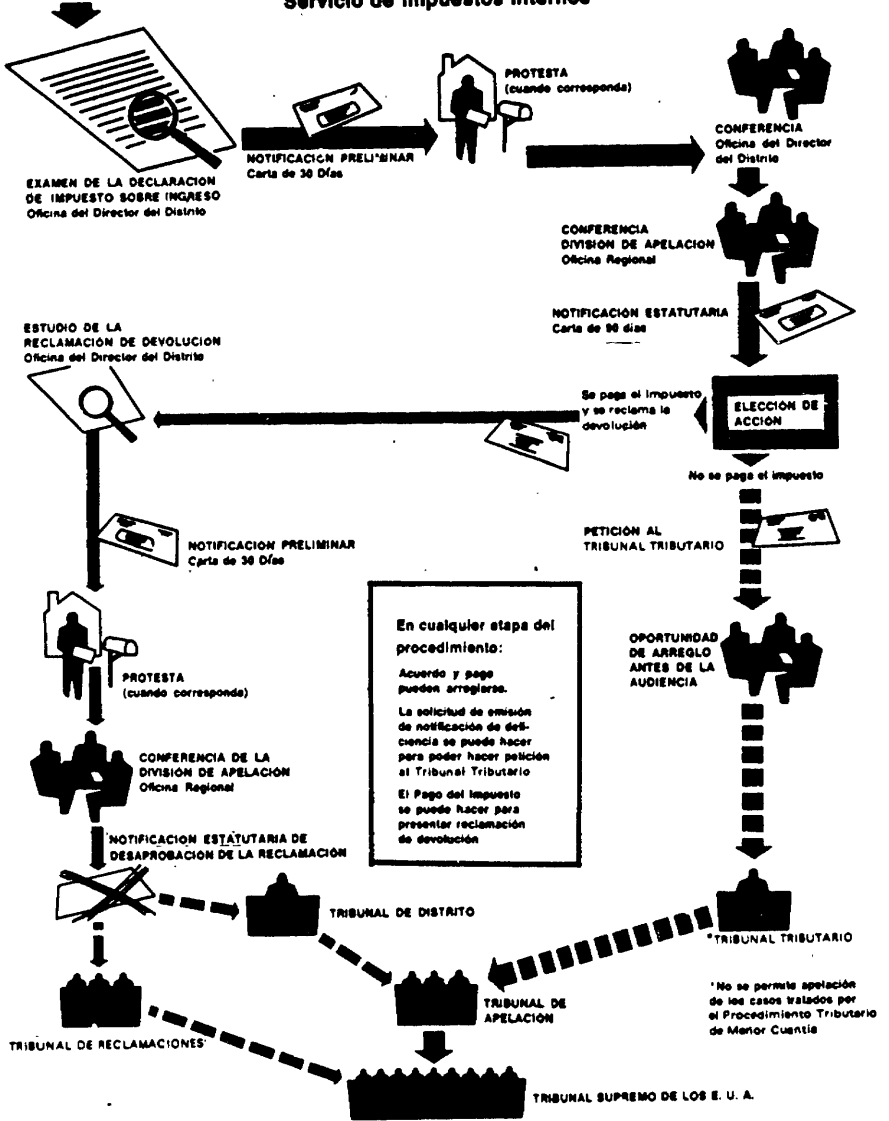 Servicio de Impuestos Internos
PROTESTA
(cuando corresponda)
CONFERENCIA
Oficina del Director
del Distrito
NOTIFICACION PRELIMINAR
Carta de 30 Días
EXAMEN DE LA DECLARACION
DE IMPUESTO SOBRE INGRESO
Oficina del Director del Distrito
CONFERENCIA
DIVISION DE APELACION
Oficina Regional
NOTIFICACION ESTATUTARIA
Carta de 90 días
ESTUDIO DE LA
RECLAMACION DE DEVOLUCION
Oficina del Director del Distrito
Se paga el impuesto
y se reclama la
devolución
ELECCION DE
ACCION
No se paga el impuesto
PETICIÓN AL
TRIBUNAL TRIBUTARIO
NOTIFICACION PRELIMINAR
Carta de 30 Días
En cualquier etapa del
procedimiento:
Acuerdo y pago
pueden arreglarse.
La solicitud de emisión
de notificación de defi-
ciencia se puede hacer
para poder hacer petición
al Tribunal Tributario
El Pago del Impuesto
se puede hacer para
presentar reclamación
de devolución
OPORTUNIDAD
DE ARREGLO
ANTES DE LA
AUDIENCIA
PROTESTA
(cuando corresponda)
CONFERENCIA DE LA
DIVISIÓN DE APELACIÓN
Oficina Regional
NOTIFICACION ESTATUTARIA DE
DESAPROBACION DE LA RECLAMACIÓN
TRIBUNAL DE DISTRITO
*TRIBUNAL TRIBUTARIO
TRIBUNAL DE
APELACIÓN
*No se permite apelación
de los casos tratados por
el Procedimiento Tributario
de Menor Cuantía
TRIBUNAL DE RECLAMACIONES
TRIBUNAL SUPREMO DE LOS E. U. A.